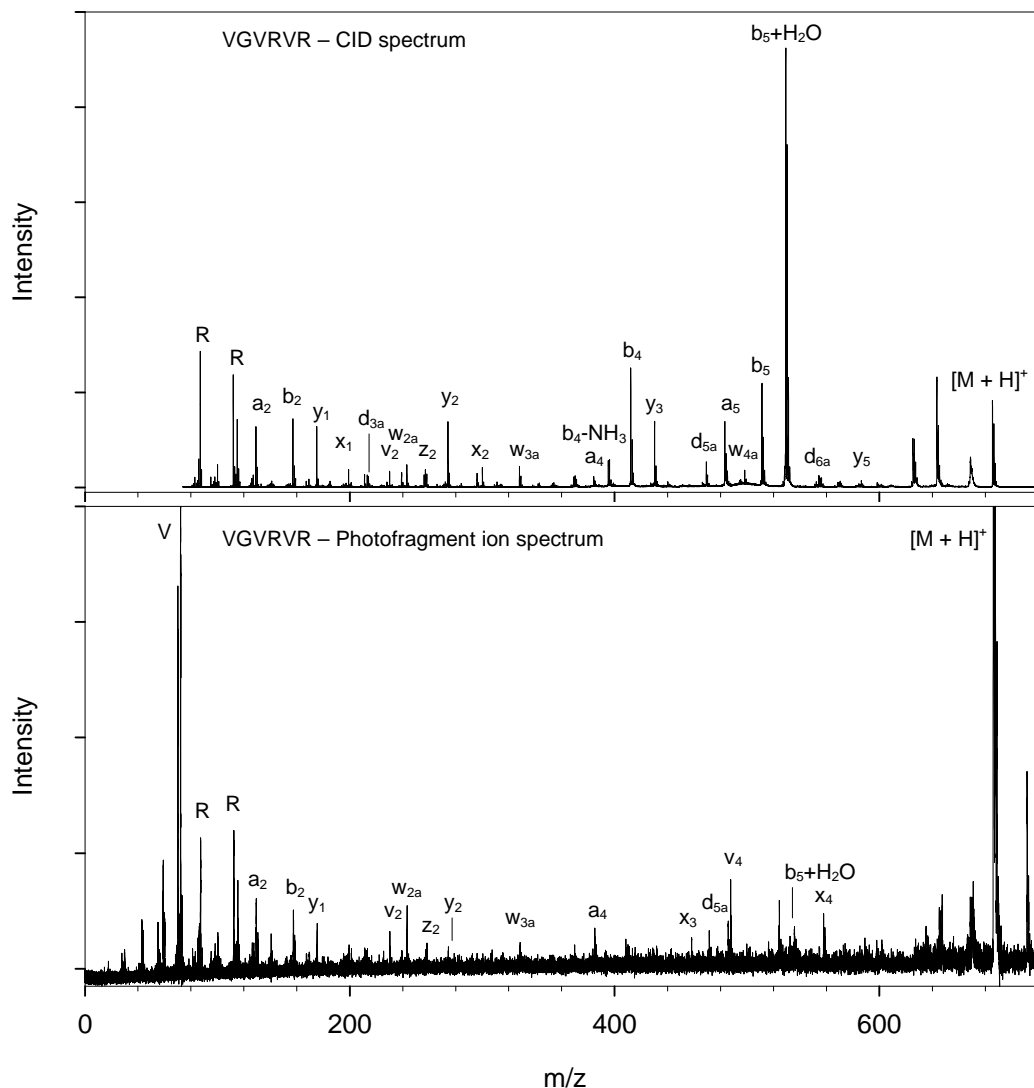 VGVRVR – CID spectrum
b₅+H₂O
Intensity
R
R
a₂
b₂
y₁
x₁
d₃ₐ
v₂
w₂ₐ
z₂
y₂
x₂
w₃ₐ
b₄-NH₃
a₄
b₄
y₃
d₅ₐ
a₅
w₄ₐ
b₅
d₆ₐ
y₅
[M + H]⁺
V
VGVRVR – Photofragment ion spectrum
[M + H]⁺
Intensity
R
R
a₂
b₂
y₁
v₂
w₂ₐ
z₂
y₂
w₃ₐ
a₄
x₃
d₅ₐ
v₄
b₅+H₂O
x₄
0 200 400 600
m/z